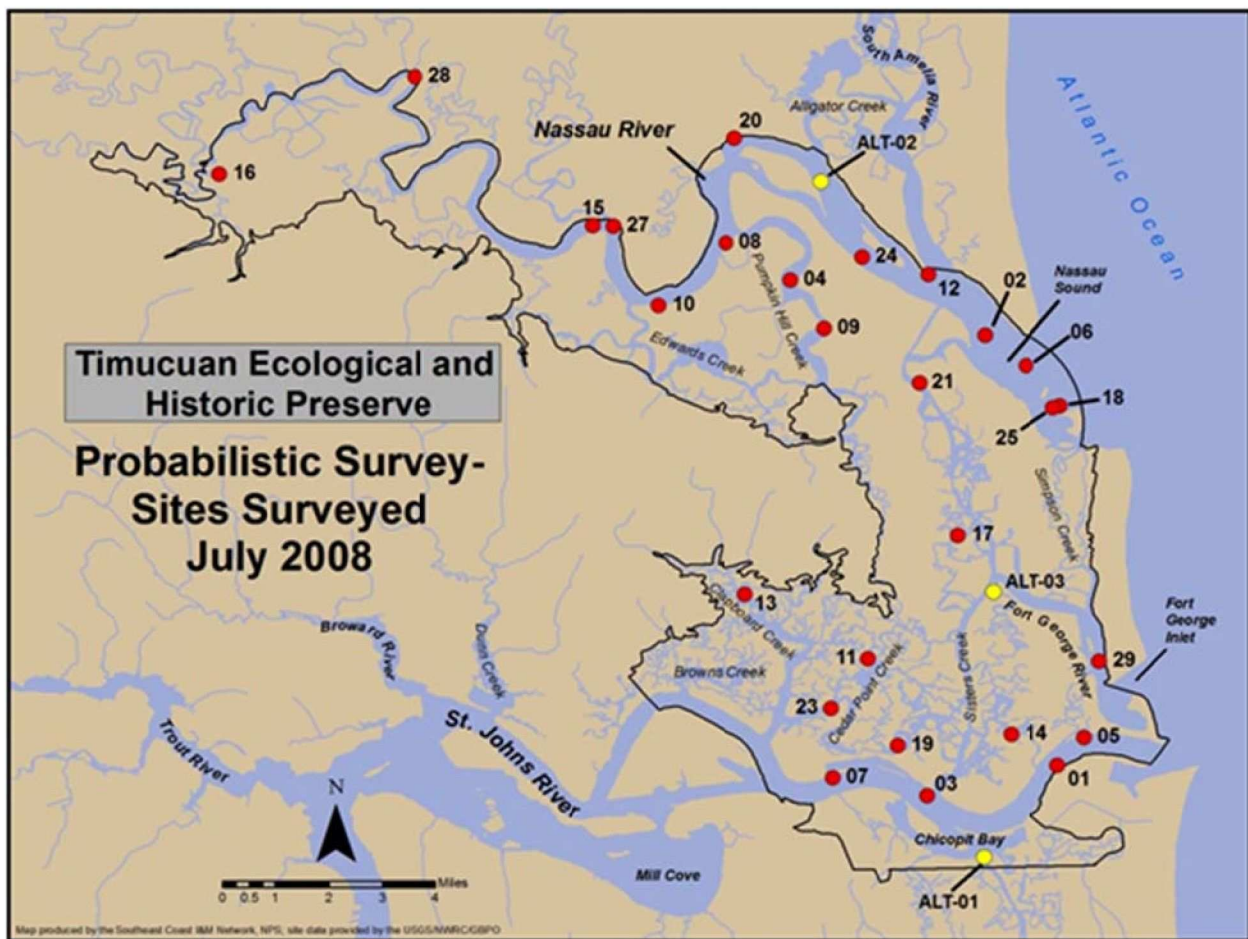 28
South Amelia River
Alligator Creek
Atlantic Ocean
20
Nassau River
ALT-02
16
15
27
08
24
04
Pumpkin Hill Creek
12
02
Nassau
Sound
10
09
06
Edwards Creek
Timucuan Ecological and
Historic Preserve
21
18
25
Probabilistic Survey-
Sites Surveyed
July 2008
Simpson Creek
17
ALT-03
13
Clapboard Creek
Fort George River
Fort
George
Inlet
Broward
River
Dunn Creek
11
Browns Creek
Cedar Point Creek
Sisters Creek
29
23
Trout River
St. Johns River
19
14
05
07
03
01
N
Chicopit Bay
Mill Cove
ALT-01
Miles
0 0.5 1 2 3 4
Map produced by the Southeast Coast I&M Network, NPS; site data provided by the USGS/NWRC/GBPO